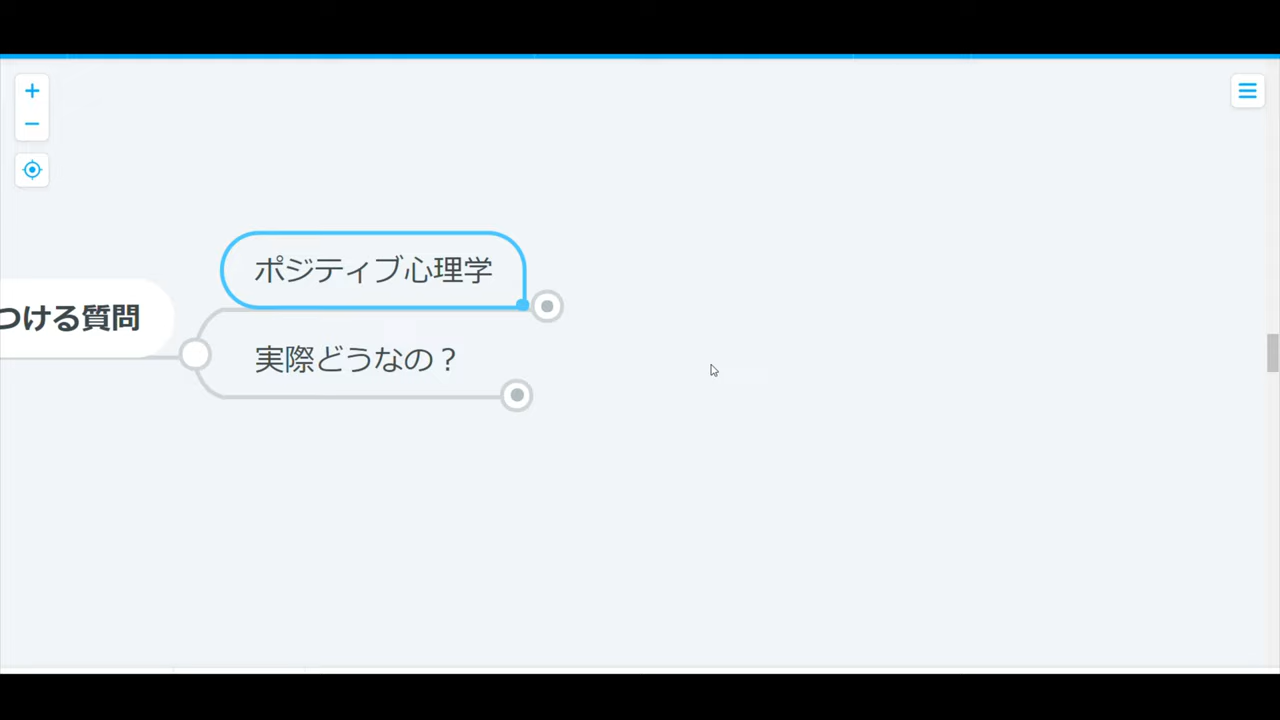 ポジティブ心理学
つける質問
実際どうなの？